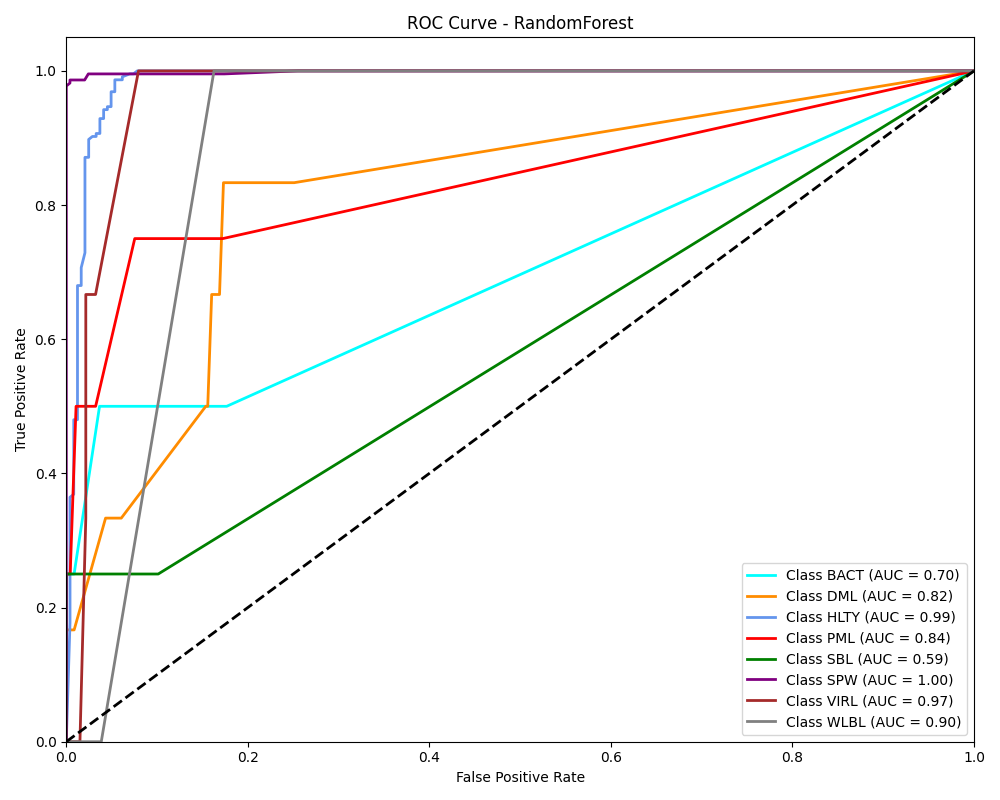 ROC Curve - RandomForest
True Positive Rate
1.0
0.8
0.6
0.4
0.2
0.0
0.0
0.2
0.4
0.6
0.8
1.0
False Positive Rate
Class BACT (AUC = 0.70)
Class DML (AUC = 0.82)
Class HLTY (AUC = 0.99)
Class PML (AUC = 0.84)
Class SBL (AUC = 0.59)
Class SPW (AUC = 1.00)
Class VIRL (AUC = 0.97)
Class WLBL (AUC = 0.90)